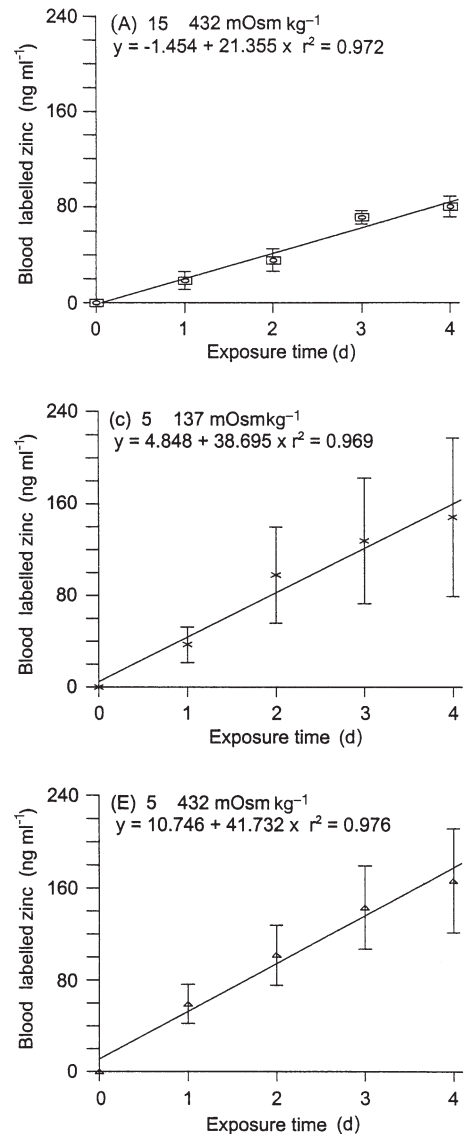 (A) 15 432 mOsm kg⁻¹
y = -1.454 + 21.355 x r² = 0.972
240
160
80
0
Blood labelled zinc (ng ml⁻¹)
0 1 2 3 4
Exposure time (d)
(c) 5 137 mOsmkg⁻¹
y = 4.848 + 38.695 x r² = 0.969
240
160
80
0
Blood labelled zinc (ng ml⁻¹)
0 1 2 3 4
Exposure time (d)
(E) 5 432 mOsm kg⁻¹
y = 10.746 + 41.732 x r² = 0.976
240
160
80
0
Blood labelled zinc (ng ml⁻¹)
0 1 2 3 4
Exposure time (d)